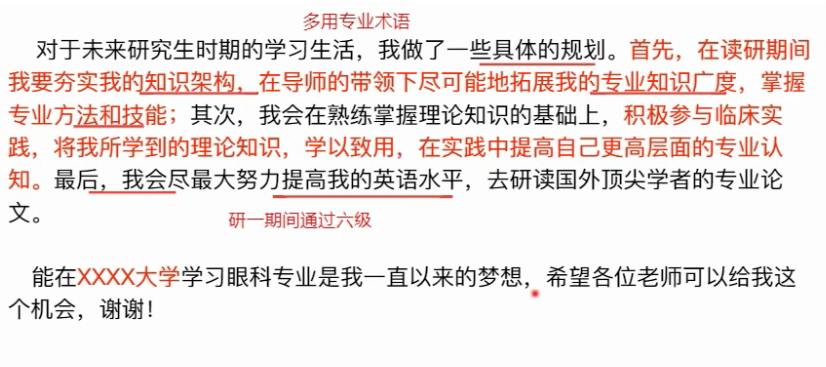 多用专业术语
对于未来研究生时期的学习生活，我做了一些具体的规划。首先，在读研期间
我要夯实我的知识架构，在导师的带领下尽可能地拓展我的专业知识广度，掌握
专业方法和技能；其次，我会在熟练掌握理论知识的基础上，积极参与临床实
践，将我所学到的理论知识，学以致用，在实践中提高自己更高层面的专业认
知。最后，我会尽最大努力提高我的英语水平，去研读国外顶尖学者的专业论
文。
研一期间通过六级
能在XXXX大学学习眼科专业是我一直以来的梦想，希望各位老师可以给我这
个机会，谢谢！